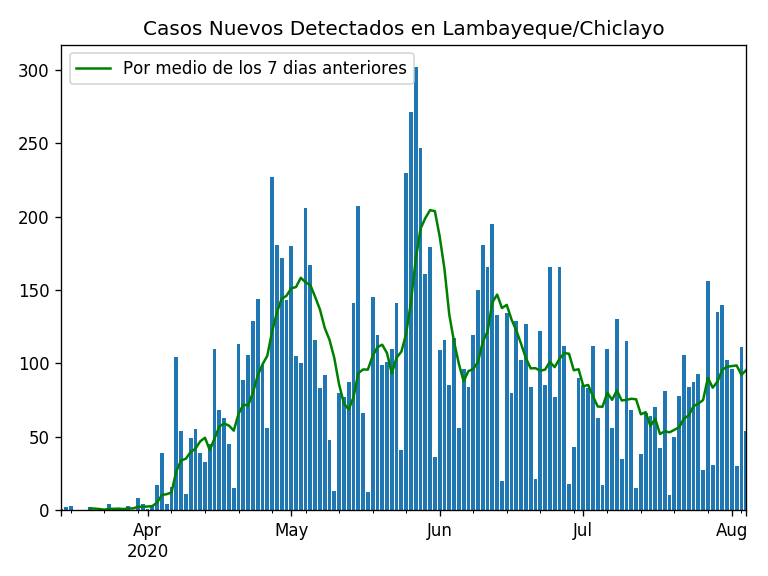 Casos Nuevos Detectados en Lambayeque/Chiclayo
Por medio de los 7 dias anteriores
300
250
200
150
100
50
0
Apr May Jun Jul Aug
2020